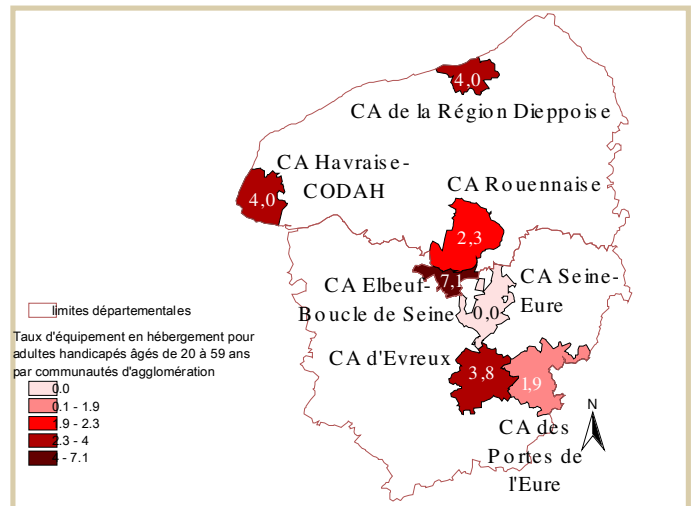 4,0
CA de la Région Dieppoise
CA Havraise-
CODAH
4,0
CA Rouennaise
2,3
7,1
CA Elbeuf-
Boucle de Seine
CA Seine-
Eure
0,0
CA d'Evreux
3,8
1,9
CA des
Portes de
l'Eure
N
limites départementales
Taux d'équipement en hébergement pour
adultes handicapés âgés de 20 à 59 ans
par communautés d'agglomération
0.0
0.1 - 1.9
1.9 - 2.3
2.3 - 4
4 - 7.1